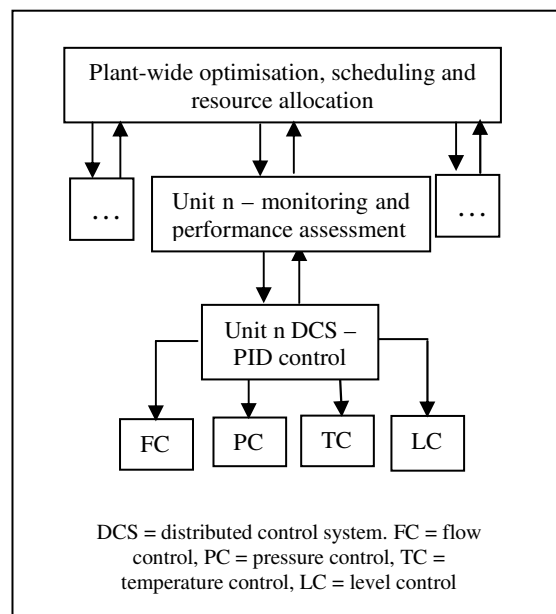 Plant-wide optimisation, scheduling and
resource allocation
…
Unit n – monitoring and
performance assessment
…
Unit n DCS –
PID control
FC
PC
TC
LC
DCS = distributed control system. FC = flow
control, PC = pressure control, TC =
temperature control, LC = level control